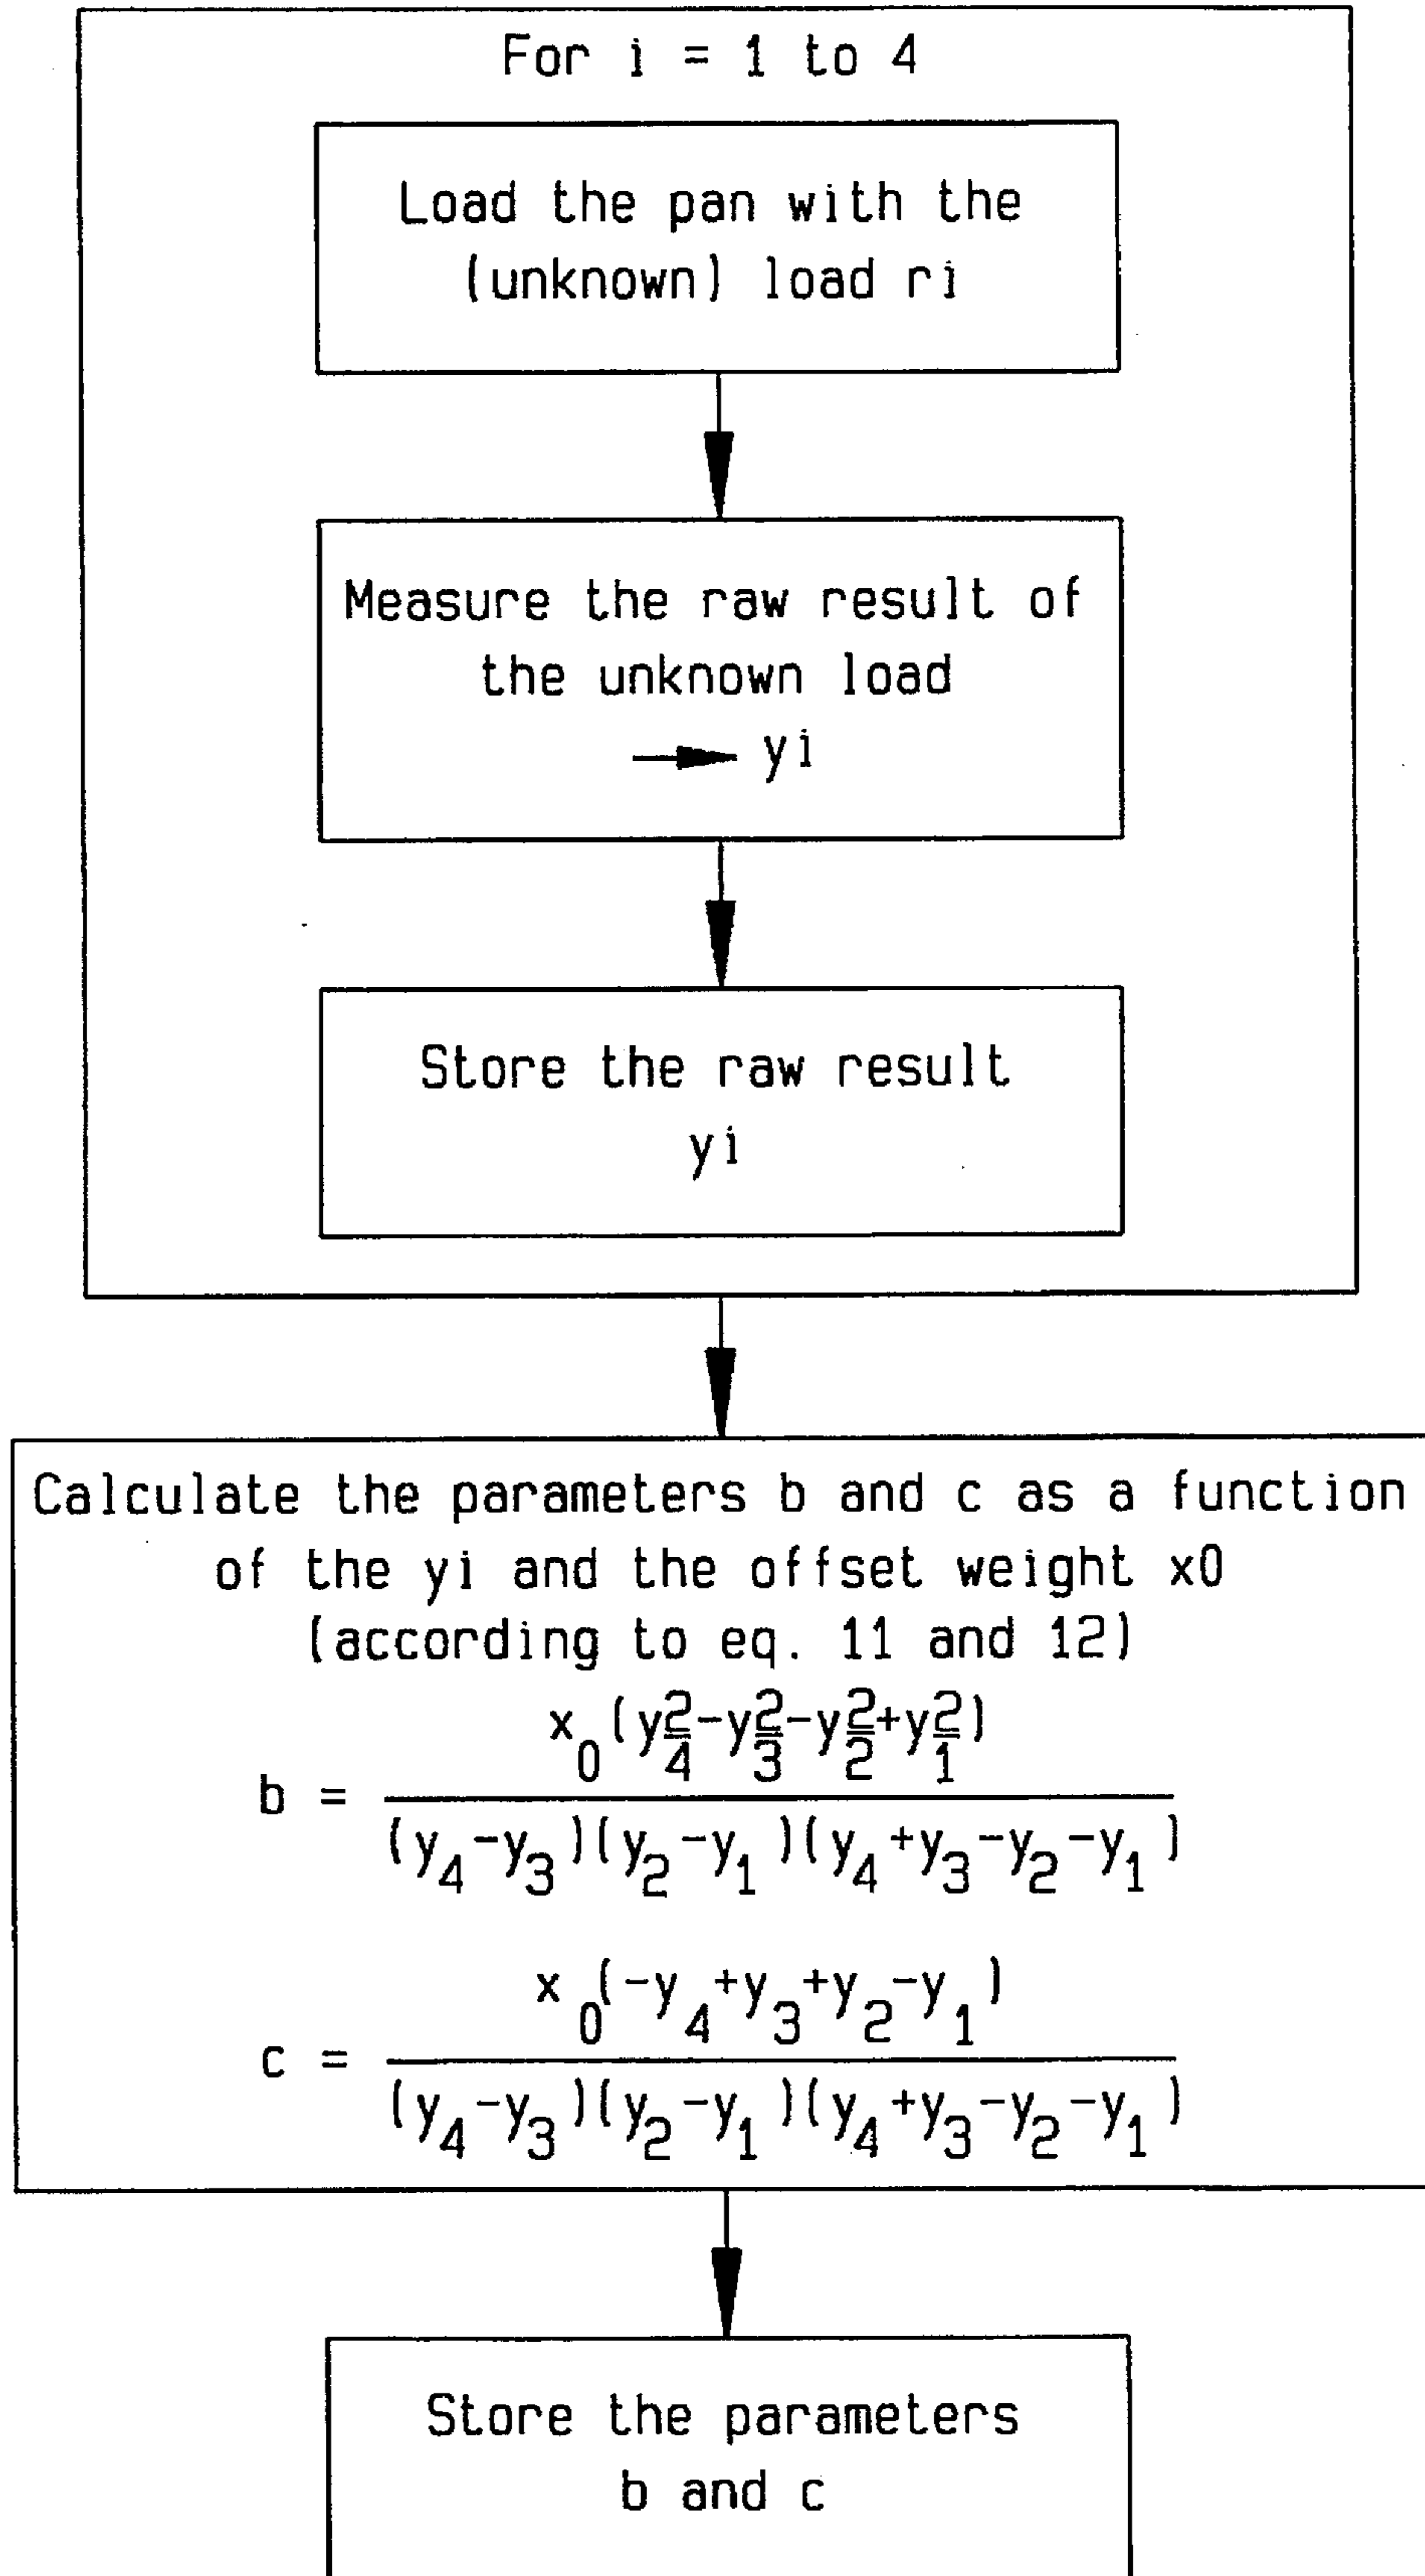 For i = 1 to 4
Load the pan with the
(unknown) load ri
Measure the raw result of
the unknown load
→ yi
Store the raw result
yi
Calculate the parameters b and c as a function
of the yi and the offset weight x0
(according to eq. 11 and 12)
b = x₀(y₄²-y₃²-y₂²+y₁²) / (y₄-y₃)(y₂-y₁)(y₄+y₃-y₂-y₁)
c = x₀(-y₄+y₃+y₂-y₁) / (y₄-y₃)(y₂-y₁)(y₄+y₃-y₂-y₁)
Store the parameters
b and c